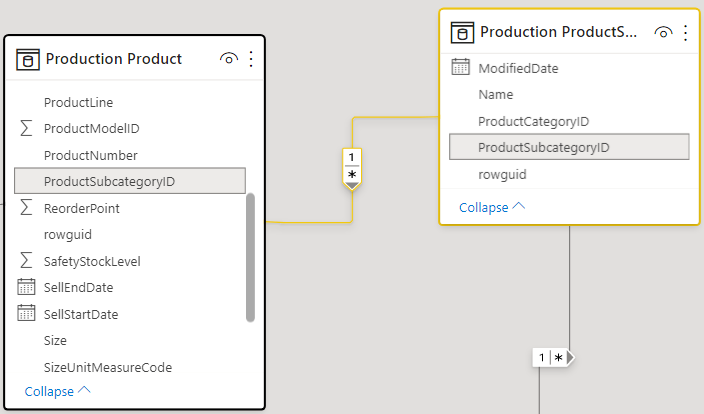 Production Product
ProductLine
ProductModelID
ProductNumber
ProductSubcategoryID
ReorderPoint
rowguid
SafetyStockLevel
SellEndDate
SellStartDate
Size
SizeUnitMeasureCode
Collapse
1
*
Production ProductS...
ModifiedDate
Name
ProductCategoryID
ProductSubcategoryID
rowguid
Collapse
1 *